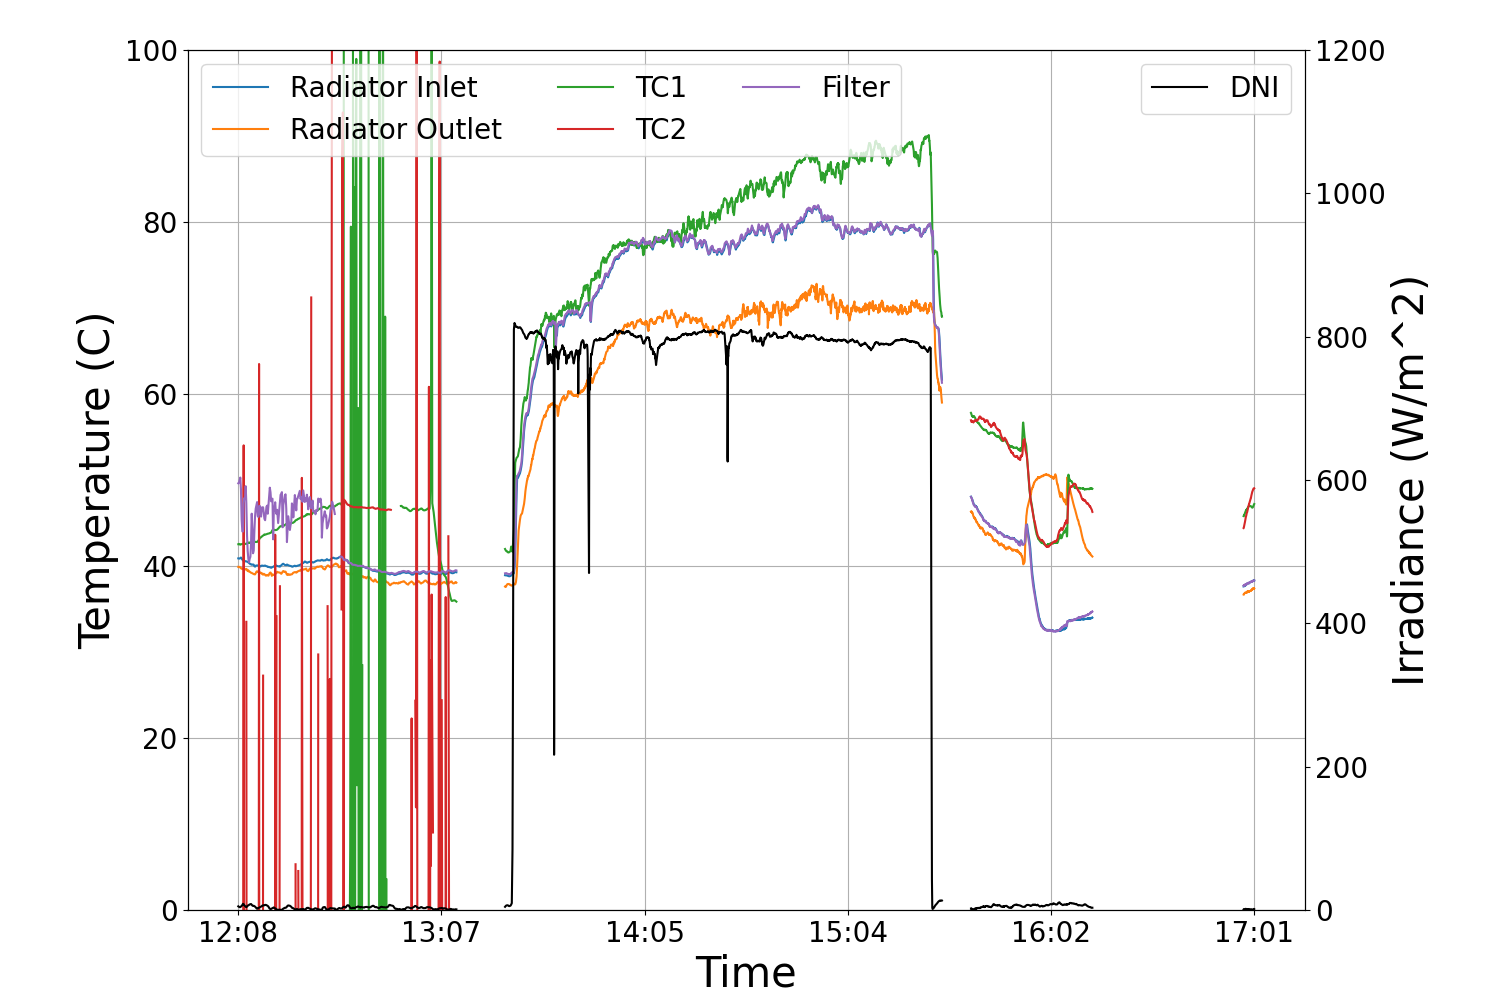 100
80
60
40
20
0
Temperature (C)
Radiator Inlet
Radiator Outlet
TC1
TC2
Filter
DNI
1200
1000
800
600
400
200
0
Irradiance (W/m^2)
12:08 13:07 14:05 15:04 16:02 17:01
Time